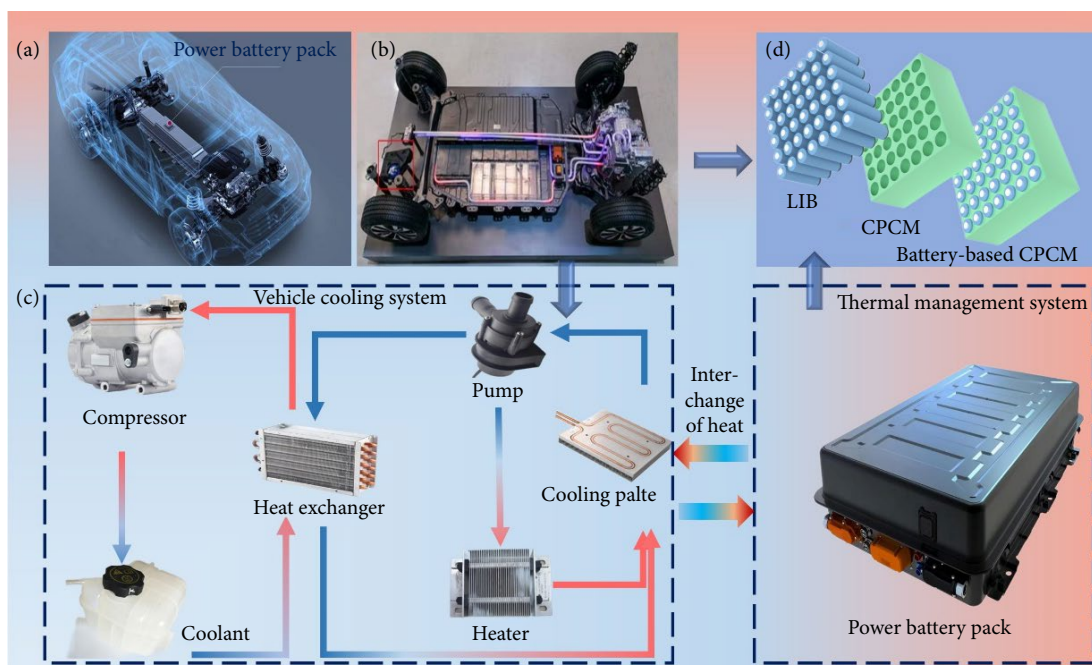 (a)
Power battery pack
(b)
(d)
LIB
CPCM
Battery-based CPCM
(c)
Vehicle cooling system
Thermal management system
Compressor
Pump
Inter-
change
of heat
Heat exchanger
Cooling palte
Coolant
Heater
Power battery pack